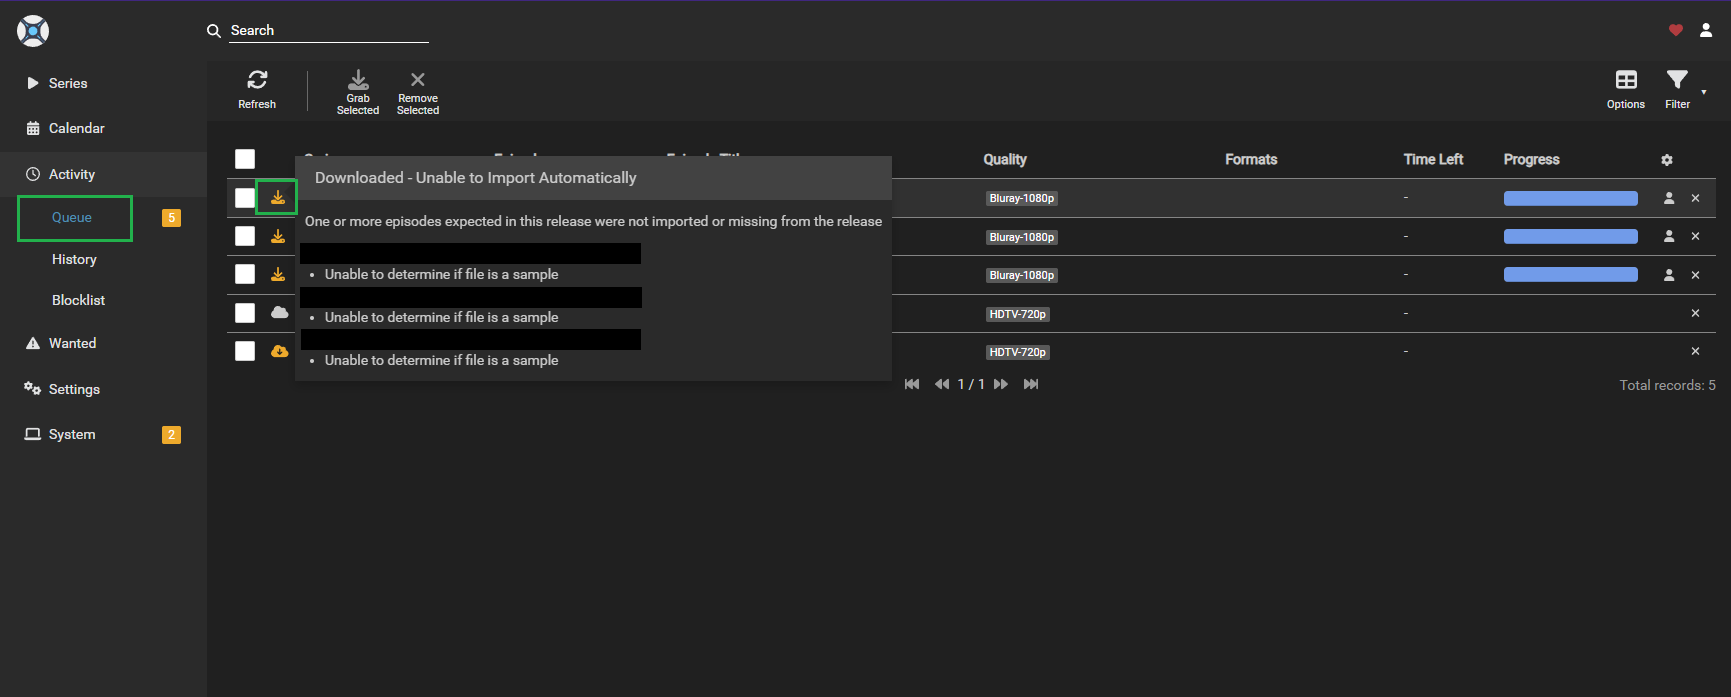 Search
Series
Calendar
Activity
Queue
5
History
Blocklist
Wanted
Settings
System
2
Refresh
Grab
Selected
Remove
Selected
Options
Filter
Quality
Formats
Time Left
Progress
Downloaded - Unable to Import Automatically
One or more episodes expected in this release were not imported or missing from the release
• Unable to determine if file is a sample
• Unable to determine if file is a sample
• Unable to determine if file is a sample
Bluray-1080p
-
Bluray-1080p
-
Bluray-1080p
-
HDTV-720p
-
HDTV-720p
-
1 / 1
Total records: 5